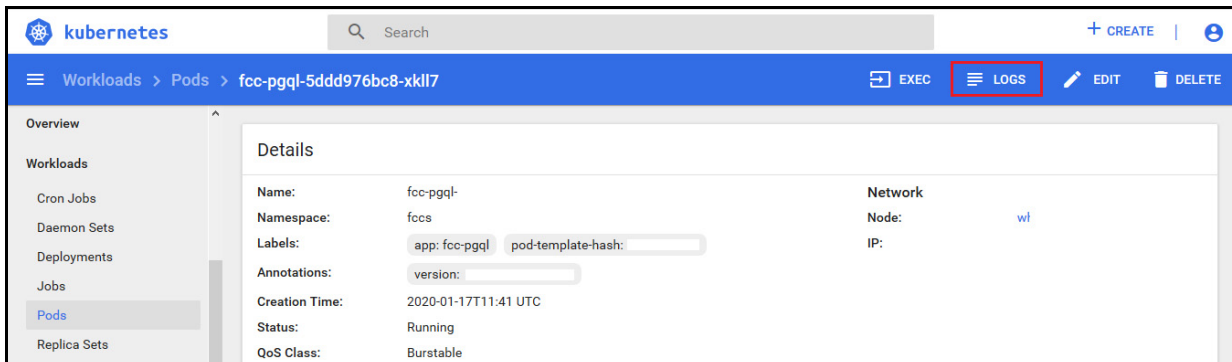 kubernetes
Search
+ CREATE |
Workloads > Pods > fcc-pgql-5ddd976bc8-xkll7
EXEC
LOGS
EDIT
DELETE
Overview
Workloads
Cron Jobs
Daemon Sets
Deployments
Jobs
Pods
Replica Sets
Details
Name: fcc-pgql-
Namespace: fccs
Labels: app: fcc-pgql pod-template-hash:
Annotations: version:
Creation Time: 2020-01-17T11:41 UTC
Status: Running
QoS Class: Burstable
Network
Node:
IP: